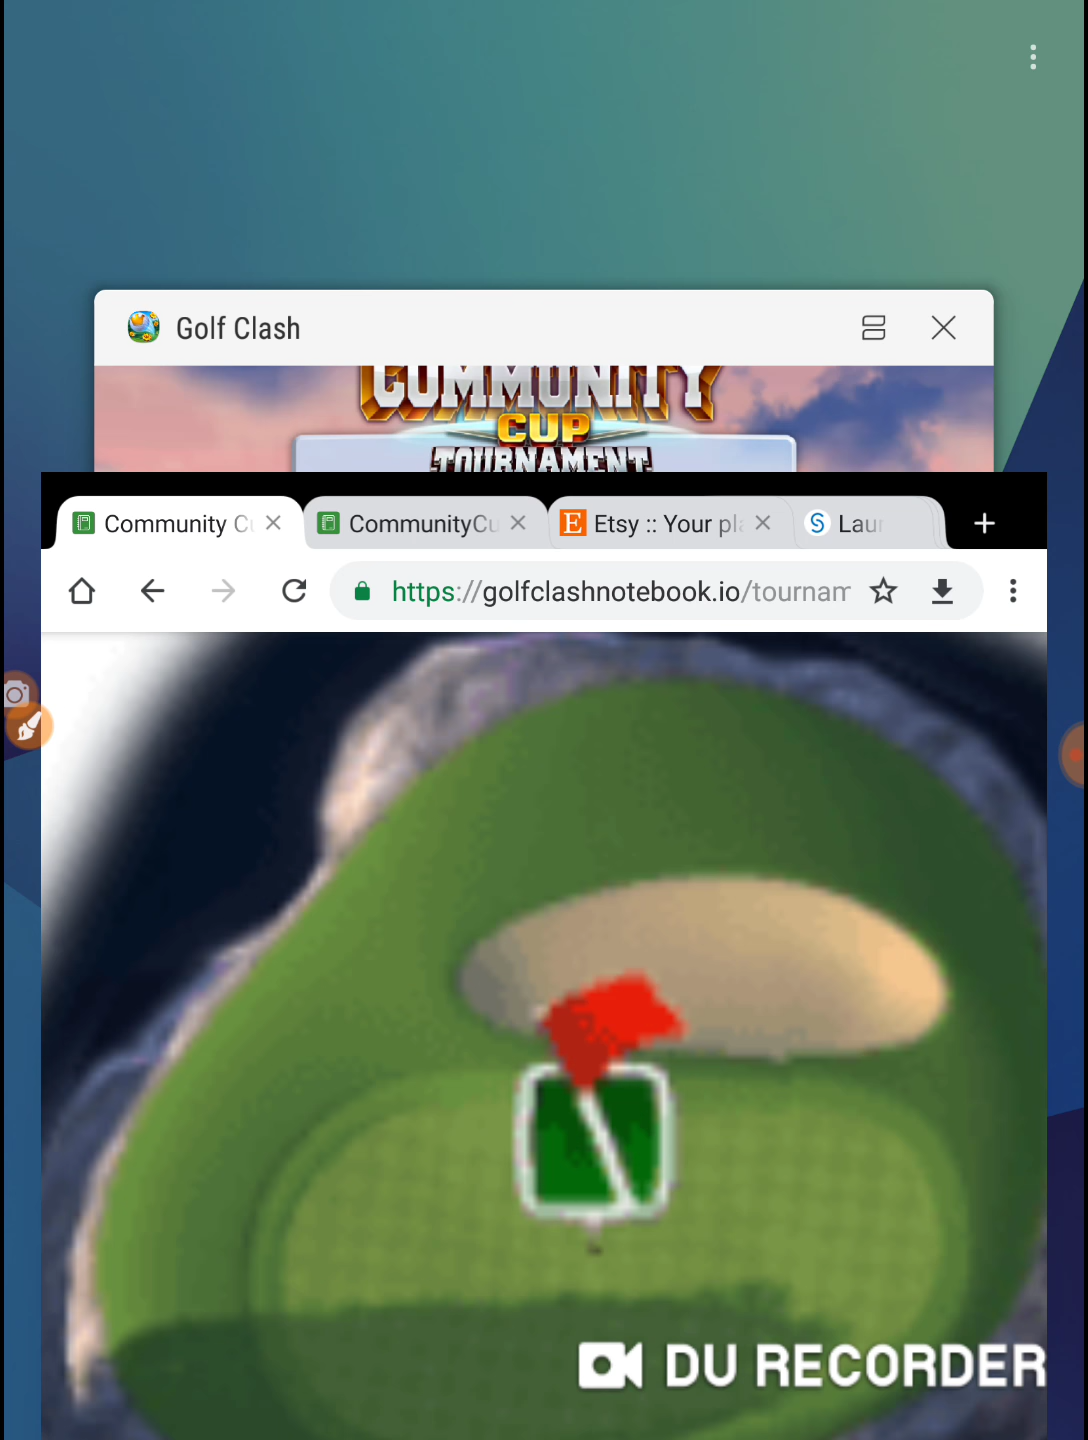 Golf Clash
COMMUNITY
CUP
TOURNAMENT
Community C
CommunityCu
E Etsy :: Your pl
S Lau
https://golfclashnotebook.io/tournam
DU RECORDER